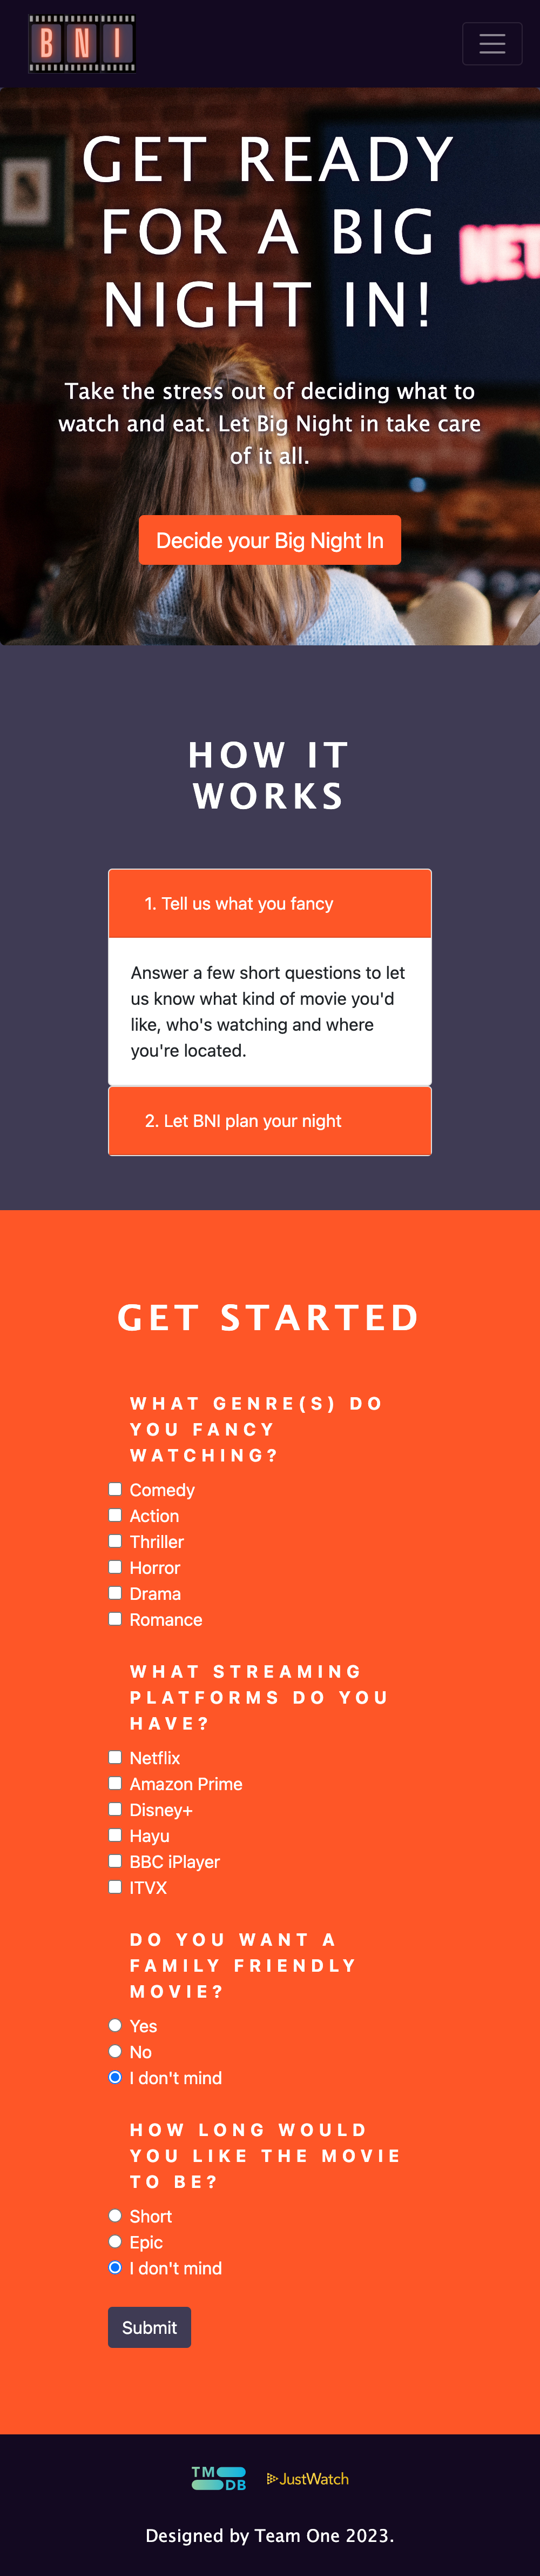 BNI
GET READY
FOR A BIG
NIGHT IN!
NET
Take the stress out of deciding what to
watch and eat. Let Big Night in take care
of it all.
Decide your Big Night In
HOW IT
WORKS
1. Tell us what you fancy
Answer a few short questions to let
us know what kind of movie you'd
like, who's watching and where
you're located.
2. Let BNI plan your night
GET STARTED
WHAT GENRE(S) DO
YOU FANCY
WATCHING?
Comedy
Action
Thriller
Horror
Drama
Romance
WHAT STREAMING
PLATFORMS DO YOU
HAVE?
Netflix
Amazon Prime
Disney+
Hayu
BBC iPlayer
ITVX
DO YOU WANT A
FAMILY FRIENDLY
MOVIE?
Yes
No
I don't mind
HOW LONG WOULD
YOU LIKE THE MOVIE
TO BE?
Short
Epic
I don't mind
Submit
TM
DB
JustWatch
Designed by Team One 2023.